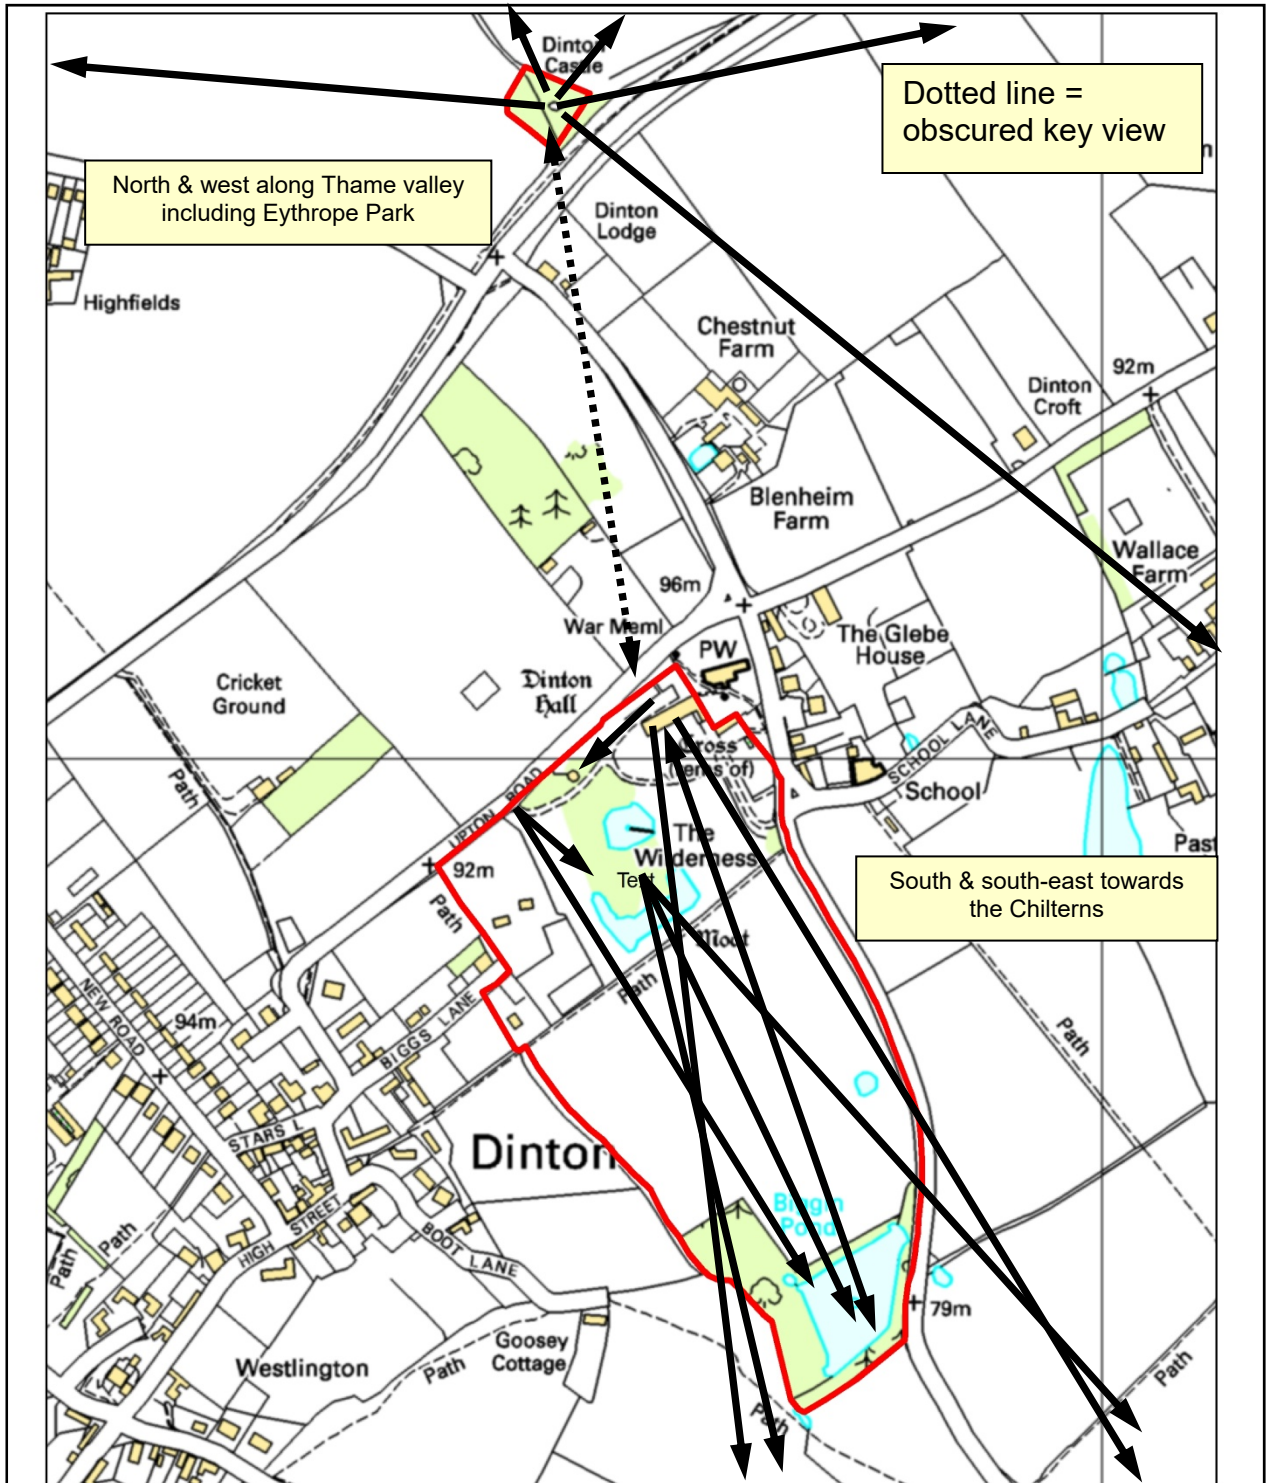 Dinton
Castle
Dotted line =
obscured key view
North & west along Thame valley
including Eythrope Park
Dinton
Lodge
Highfields
Chestnut
Farm
92m
Dinton
Croft
Blenheim
Farm
Wallace
Farm
96m
War Meml
The Glebe
House
PW
Dinton
Hall
Cricket
Ground
Cross
(rems of)
SCHOOL LANE
School
Path
UPTON ROAD
The
Wilderness
Text
92m
Path
Moat
Path
South & south-east towards
the Chilterns
NEW ROAD
94m
BIGGS LANE
Path
STARS L
Dinton
HIGH STREET
BOOT LANE
Path
Path
Biggin
Pond
79m
Goosey
Cottage
Westlington
Path
Path
Path